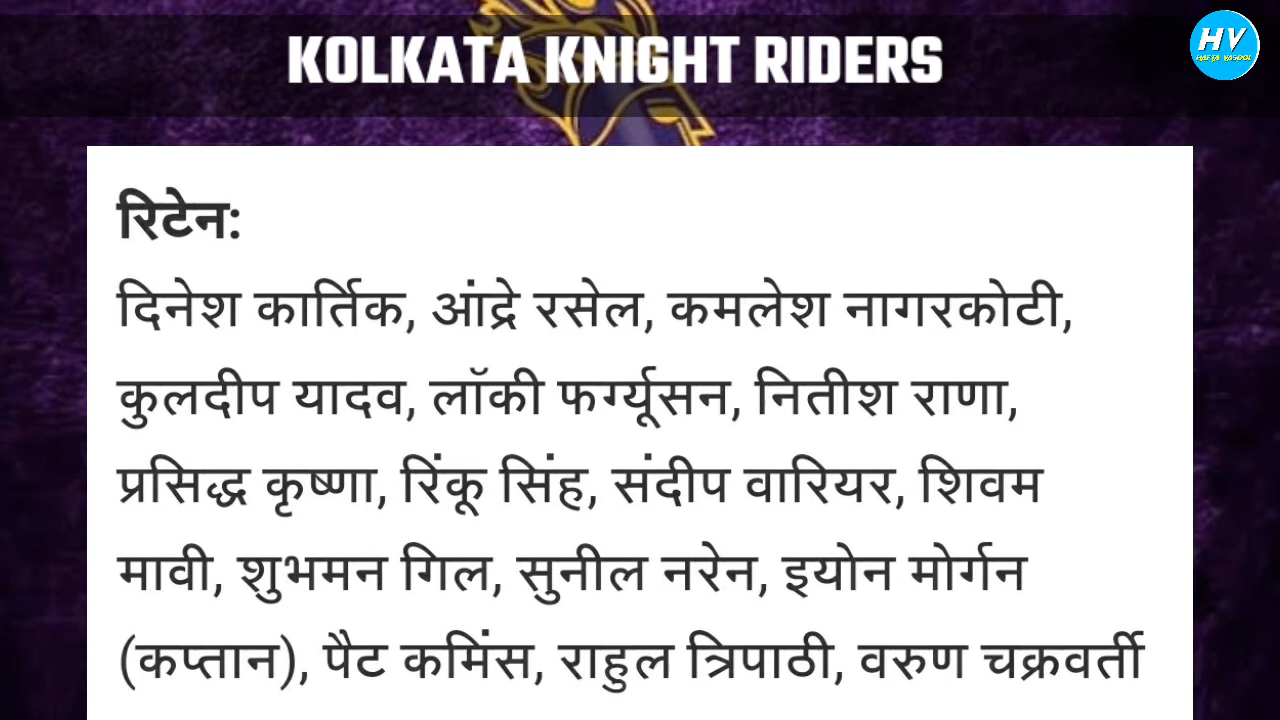 KOLKATA KNIGHT RIDERS
HV
रिटेन:
दिनेश कार्तिक, आंद्रे रसेल, कमलेश नागरकोटी,
कुलदीप यादव, लॉकी फर्ग्यूसन, नितीश राणा,
प्रसिद्ध कृष्णा, रिंकू सिंह, संदीप वारियर, शिवम
मावी, शुभमन गिल, सुनील नरेन, इयोन मोर्गन
(कप्तान), पैट कमिंस, राहुल त्रिपाठी, वरुण चक्रवर्ती